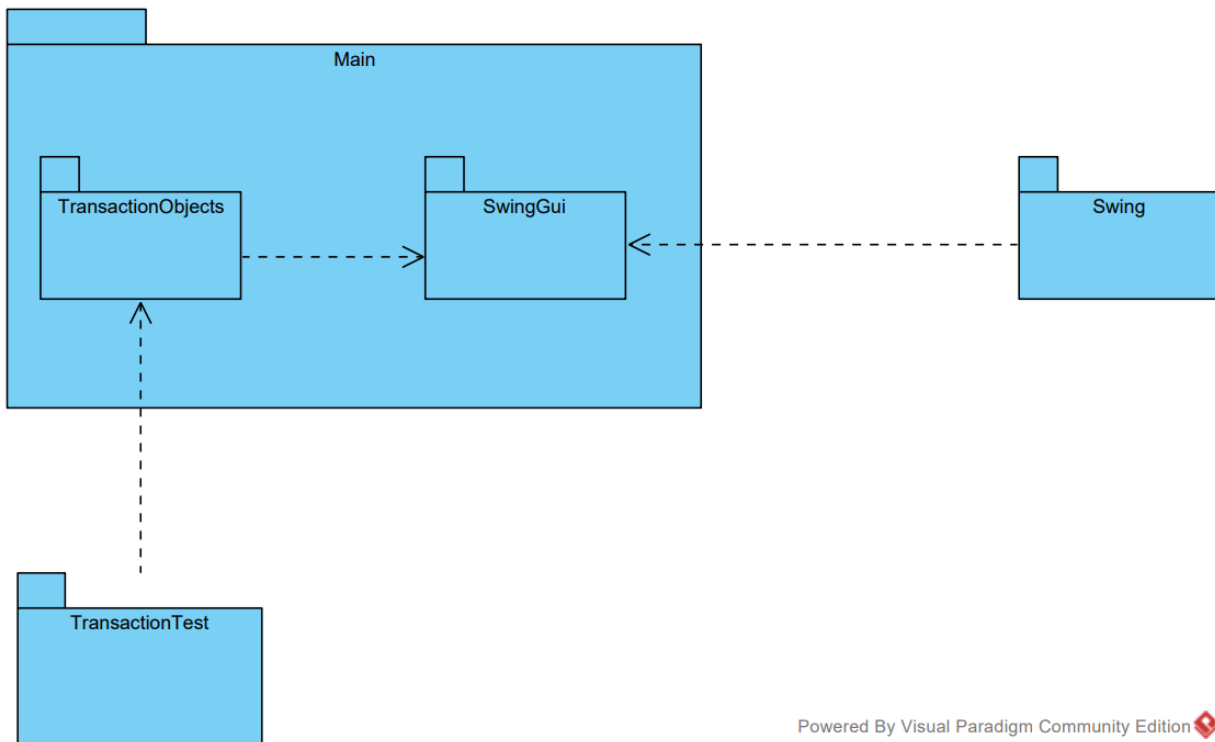 Main
TransactionObjects
SwingGui
Swing
TransactionTest
Powered By Visual Paradigm Community Edition